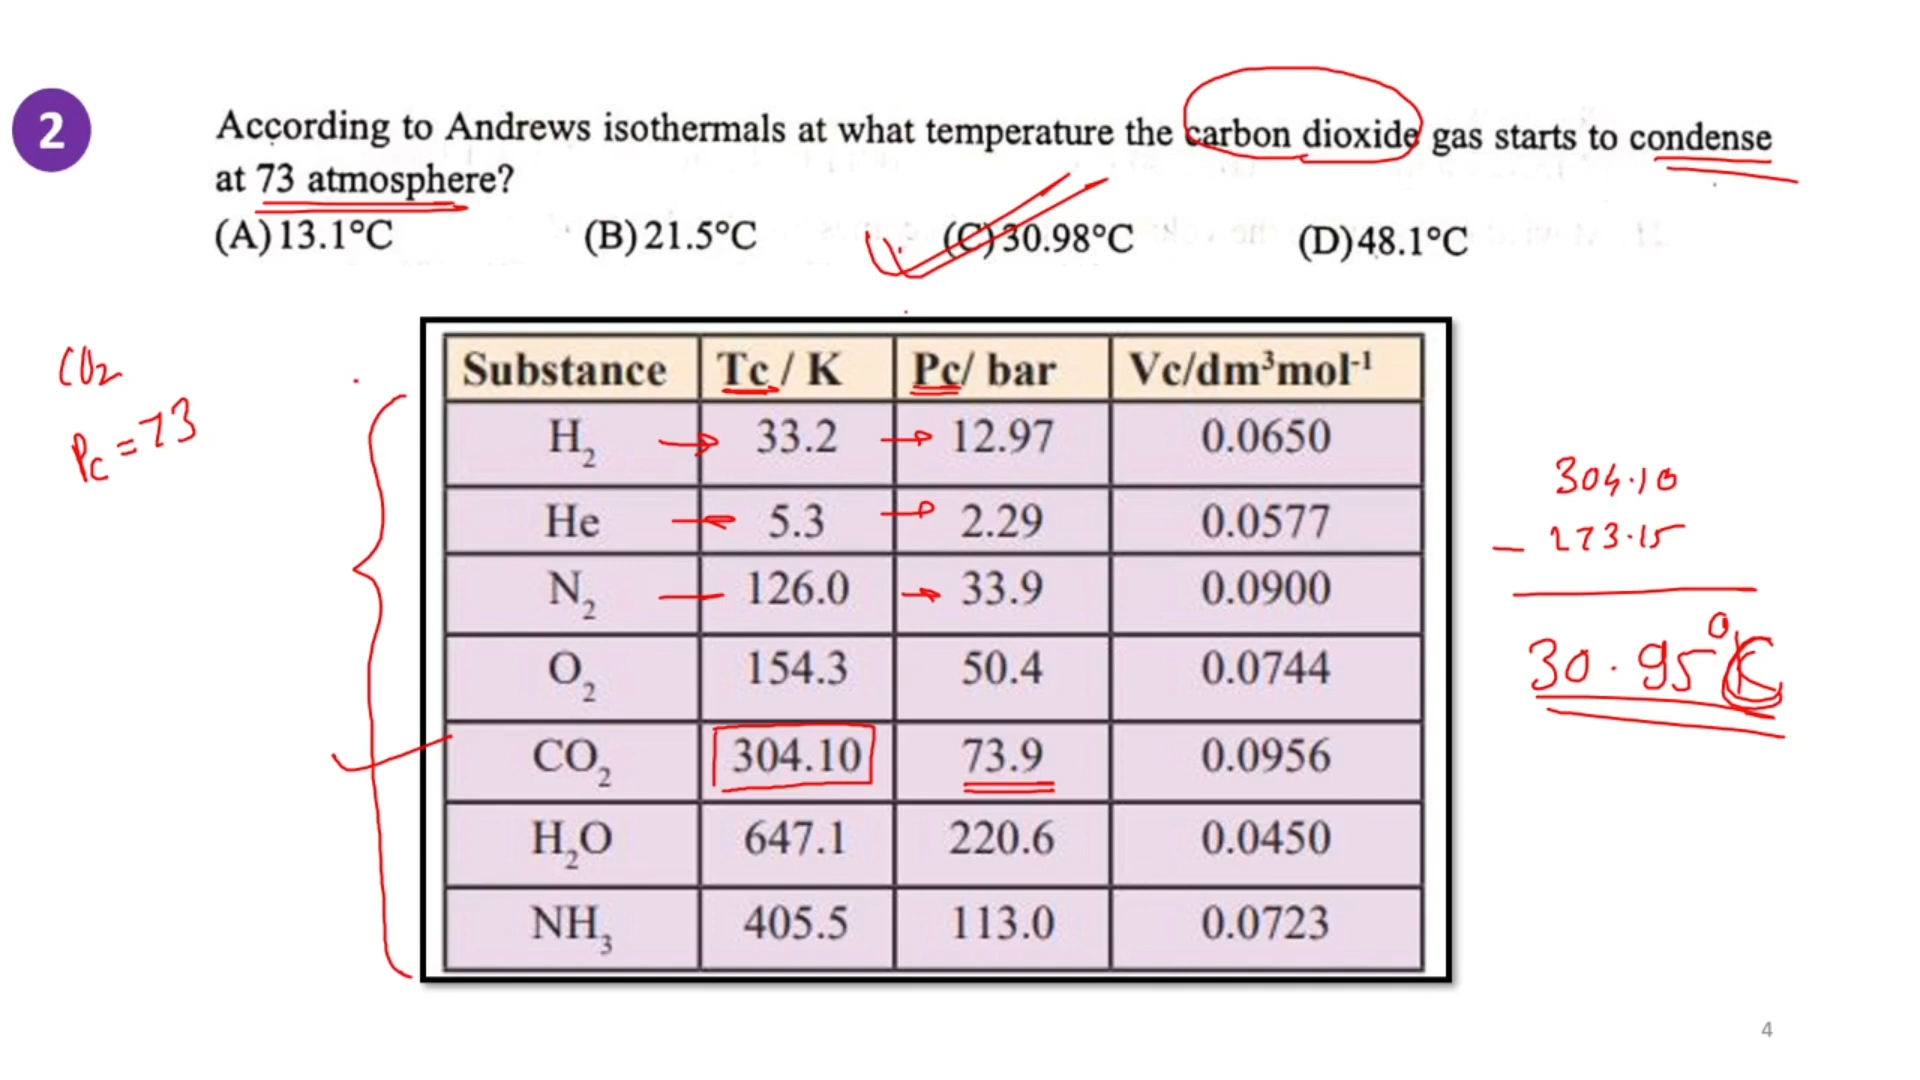 2
According to Andrews isothermals at what temperature the carbon dioxide gas starts to condense
at 73 atmosphere?
(A) 13.1°C (B) 21.5°C (C) 30.98°C (D) 48.1°C
CO2
Pc = 73
Substance Tc / K Pc/ bar Vc/dm³mol⁻¹
H₂ 33.2 12.97 0.0650
He 5.3 2.29 0.0577
N₂ 126.0 33.9 0.0900
O₂ 154.3 50.4 0.0744
CO₂ 304.10 73.9 0.0956
H₂O 647.1 220.6 0.0450
NH₃ 405.5 113.0 0.0723
304.10
- 273.15
30.95°C
4